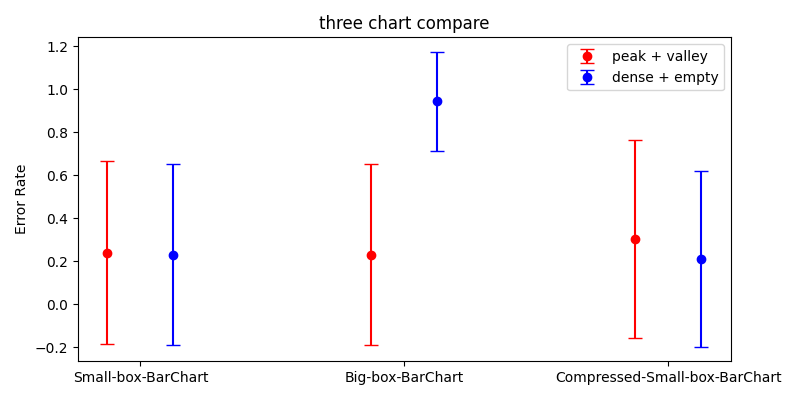 three chart compare
peak + valley
dense + empty
Error Rate
1.2
1.0
0.8
0.6
0.4
0.2
0.0
−0.2
Small-box-BarChart
Big-box-BarChart
Compressed-Small-box-BarChart